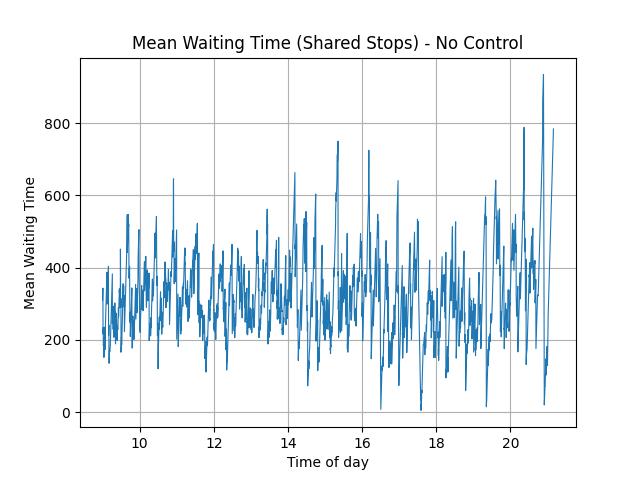 Mean Waiting Time (Shared Stops) - No Control
Mean Waiting Time
800
600
400
200
0
10 12 14 16 18 20
Time of day